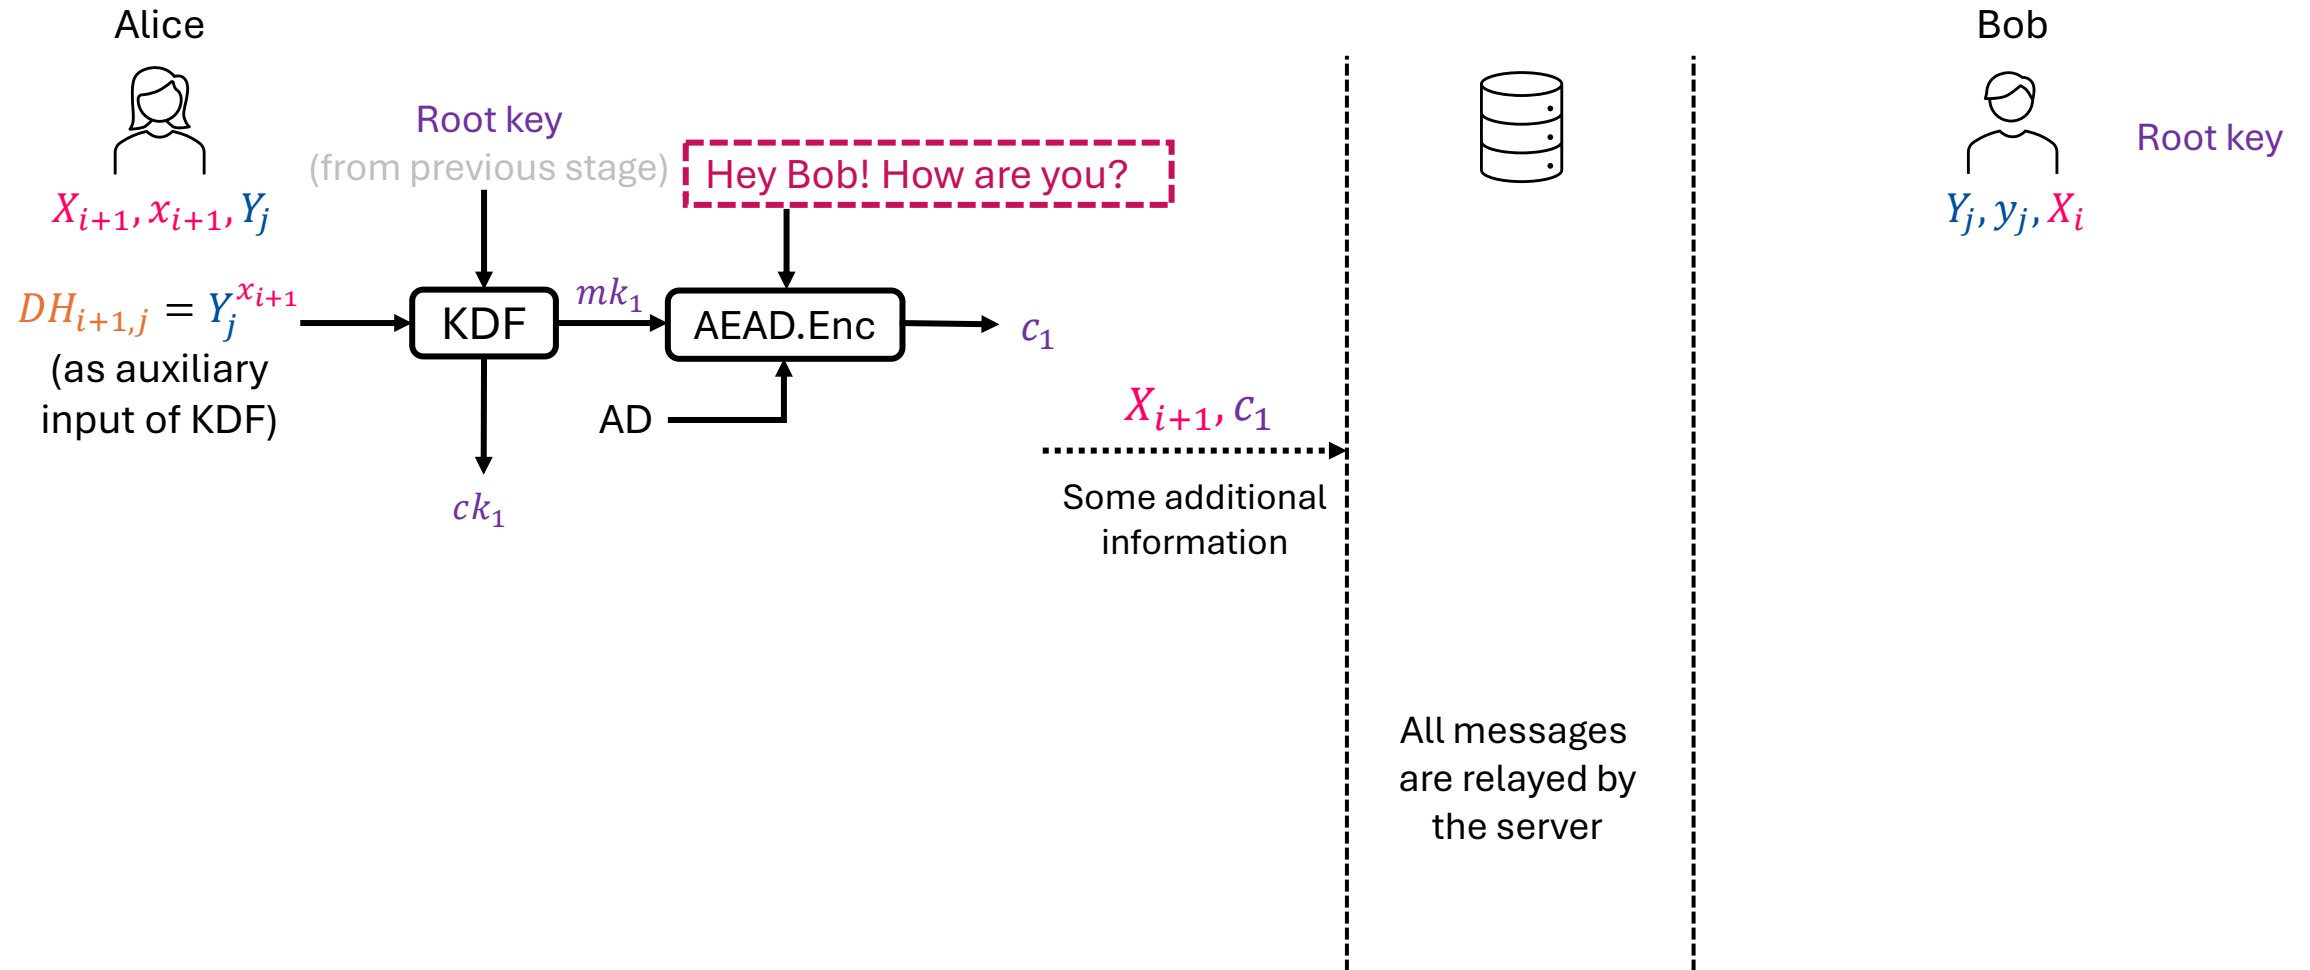 Alice
Bob
Root key
(from previous stage)
Hey Bob! How are you?
Root key
X_{i+1}, x_{i+1}, Y_j
Y_j, y_j, X_i
DH_{i+1,j} = Y_j^{x_{i+1}}
(as auxiliary
input of KDF)
KDF
mk_1
AEAD.Enc
c_1
AD
ck_1
X_{i+1}, c_1
Some additional
information
All messages
are relayed by
the server